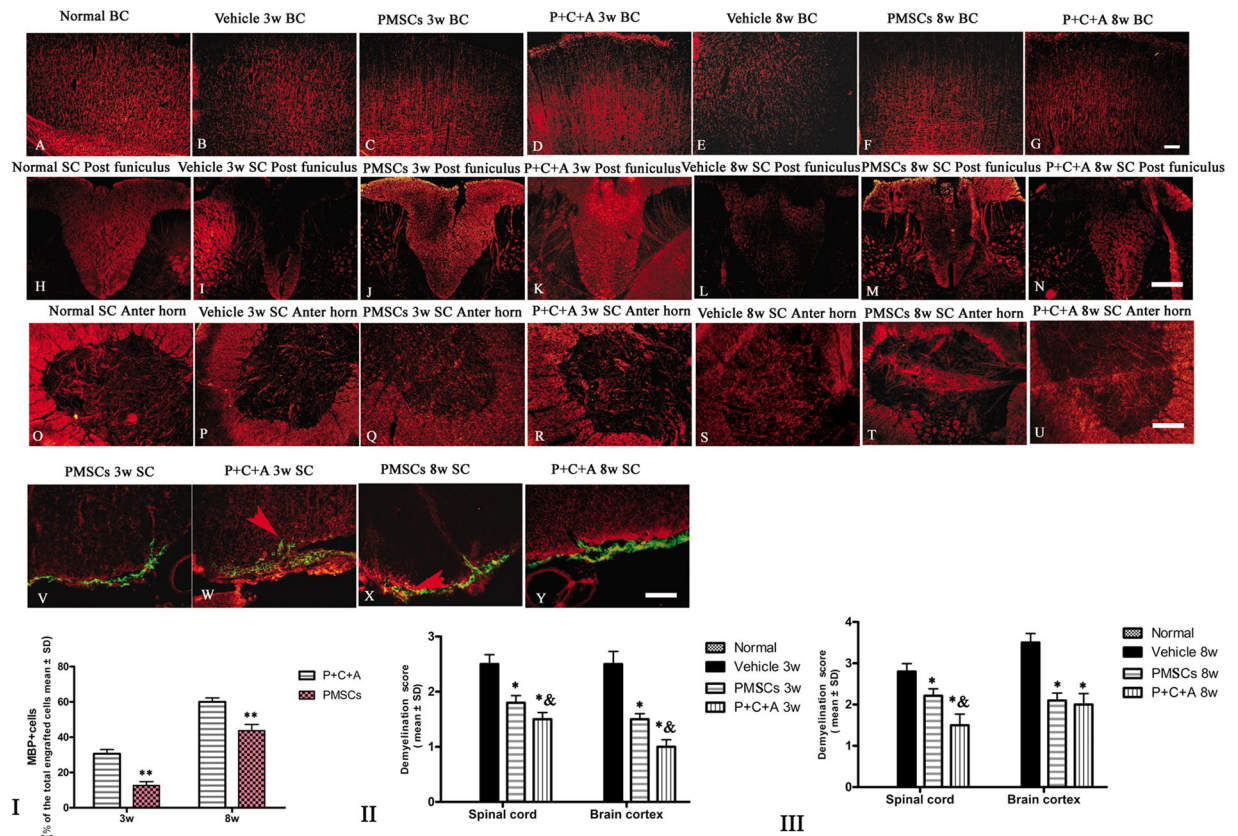 Normal BC
Vehicle 3w BC
PMSCs 3w BC
P+C+A 3w BC
Vehicle 8w BC
PMSCs 8w BC
P+C+A 8w BC
A
B
C
D
E
F
G
Normal SC Post funiculus
Vehicle 3w SC Post funiculus
PMSCs 3w Post funiculus
P+C+A 3w Post funiculus
Vehicle 8w SC Post funiculus
PMSCs 8w SC Post funiculus
P+C+A 8w SC Post funiculus
H
I
J
K
L
M
N
Normal SC Anter horn
Vehicle 3w SC Anter horn
PMSCs 3w SC Anter horn
P+C+A 3w SC Anter horn
Vehicle 8w SC Anter horn
PMSCs 8w SC Anter horn
P+C+A 8w SC Anter horn
O
P
Q
R
S
T
U
PMSCs 3w SC
P+C+A 3w SC
PMSCs 8w SC
P+C+A 8w SC
V
W
X
Y
I
MBP+cells
(% of the total engrafted cells mean ± SD)
80
60
40
20
0
**
**
3w
8w
P+C+A
PMSCs
II
Demyelination score
( mean ± SD)
3
2
1
0
*
*&
*
*&
Spinal cord
Brain cortex
Normal
Vehicle 3w
PMSCs 3w
P+C+A 3w
III
Demyelination score
( mean ± SD)
4
3
2
1
0
*
*&
*
*
Spinal cord
Brain cortex
Normal
Vehicle 8w
PMSCs 8w
P+C+A 8w